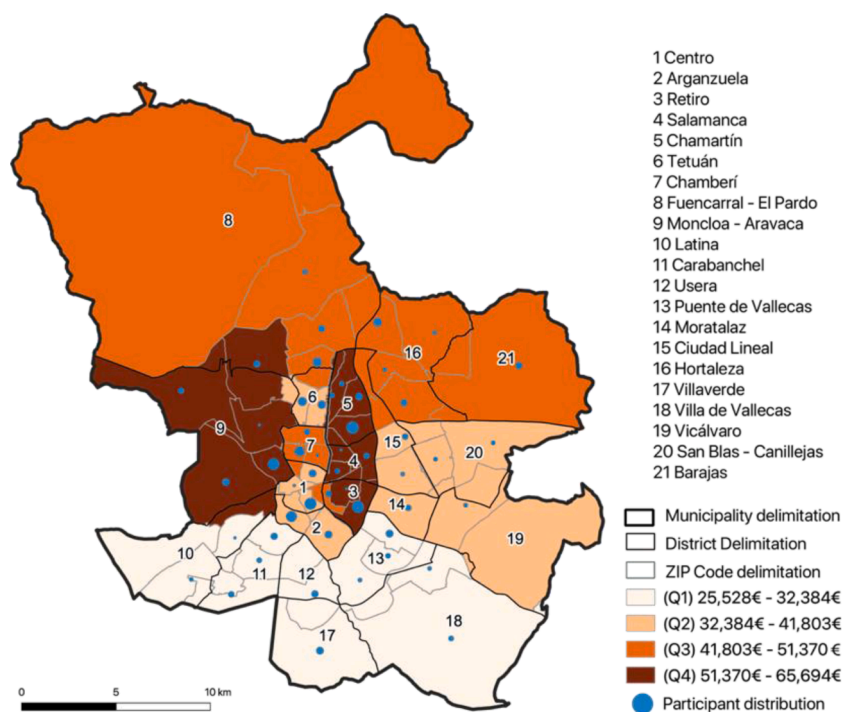 1 Centro
2 Arganzuela
3 Retiro
4 Salamanca
5 Chamartín
6 Tetuán
7 Chamberí
8 Fuencarral - El Pardo
9 Moncloa - Aravaca
10 Latina
11 Carabanchel
12 Usera
13 Puente de Vallecas
14 Moratalaz
15 Ciudad Lineal
16 Hortaleza
17 Villaverde
18 Villa de Vallecas
19 Vicálvaro
20 San Blas - Canillejas
21 Barajas
Municipality delimitation
District Delimitation
ZIP Code delimitation
(Q1) 25,528€ - 32,384€
(Q2) 32,384€ - 41,803€
(Q3) 41,803€ - 51,370 €
(Q4) 51,370€ - 65,694€
Participant distribution
8
16
21
6
5
9
7
15
20
4
1
3
14
2
19
10
13
11
12
18
17
0 5 10 km